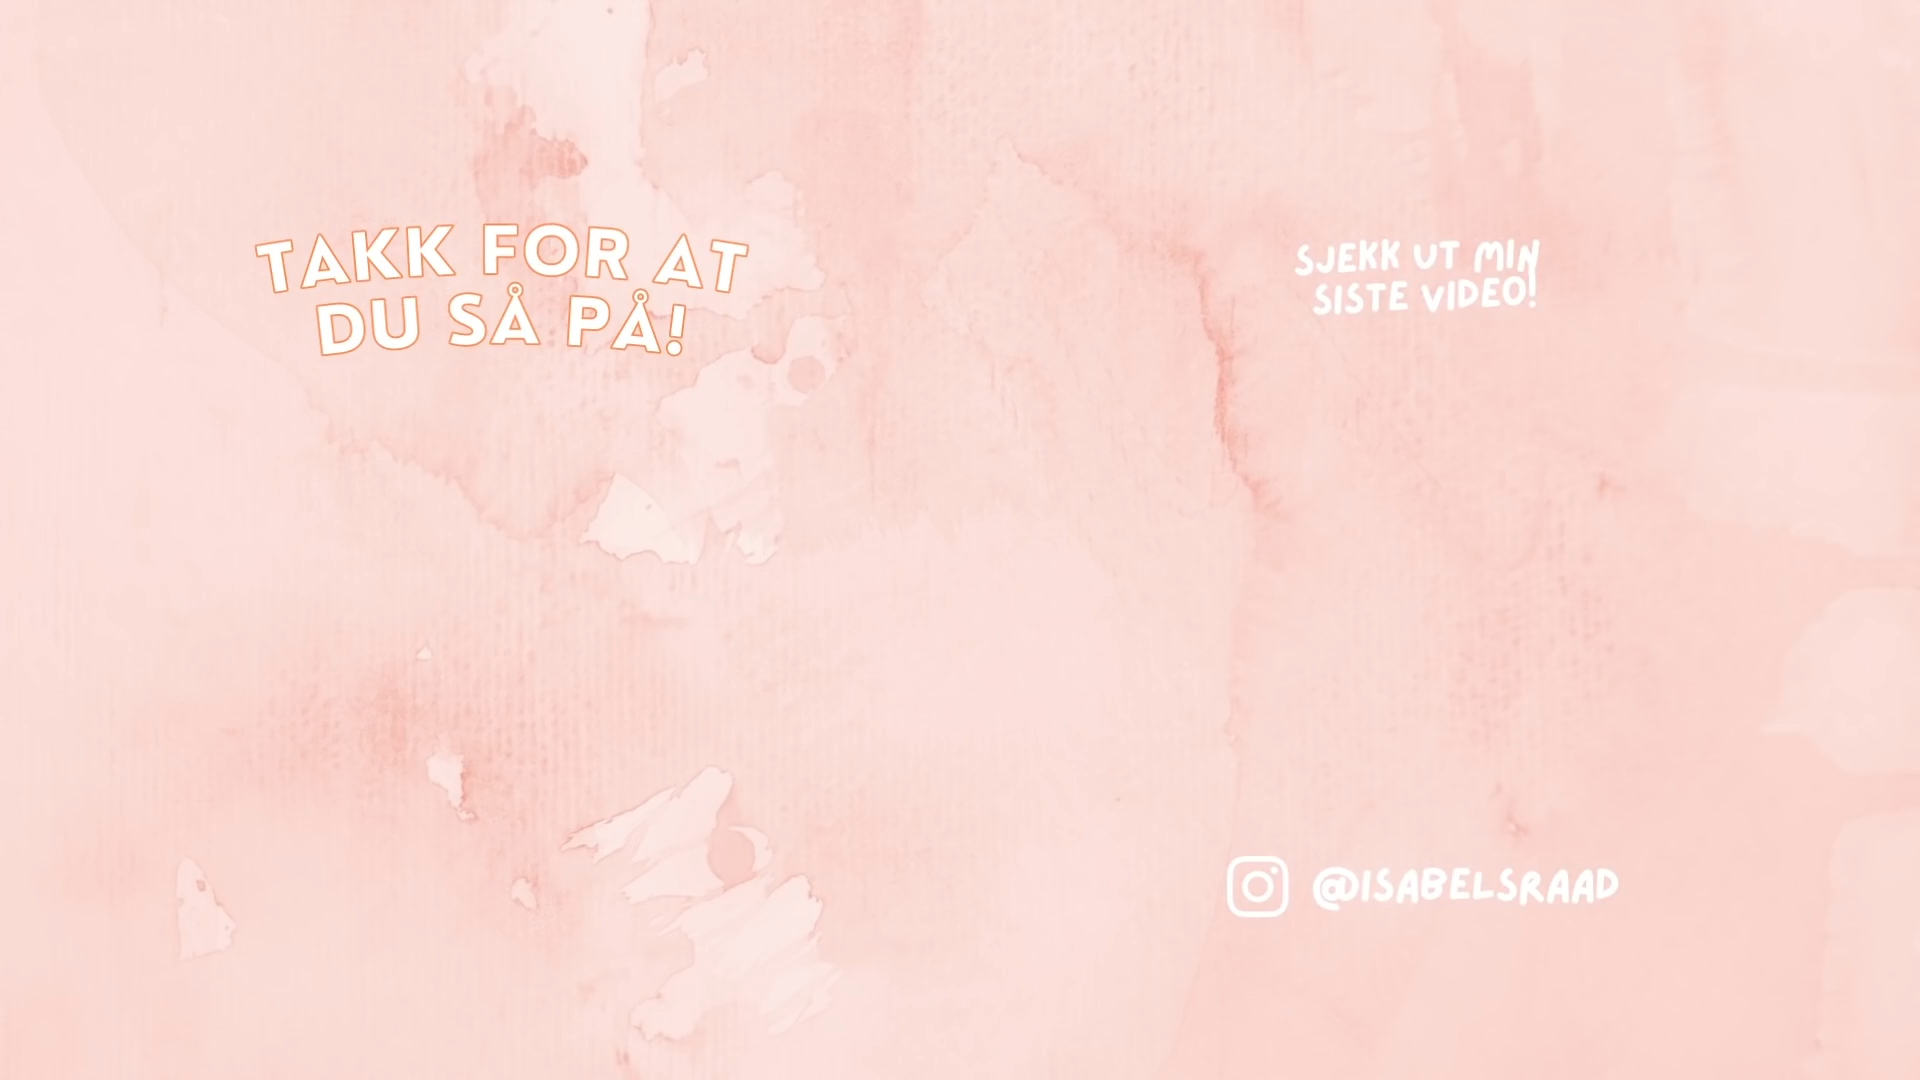 TAKK FOR AT
DU SÅ PÅ!
SJEKK UT MIN
SISTE VIDEO!
@ISABELSRAAD